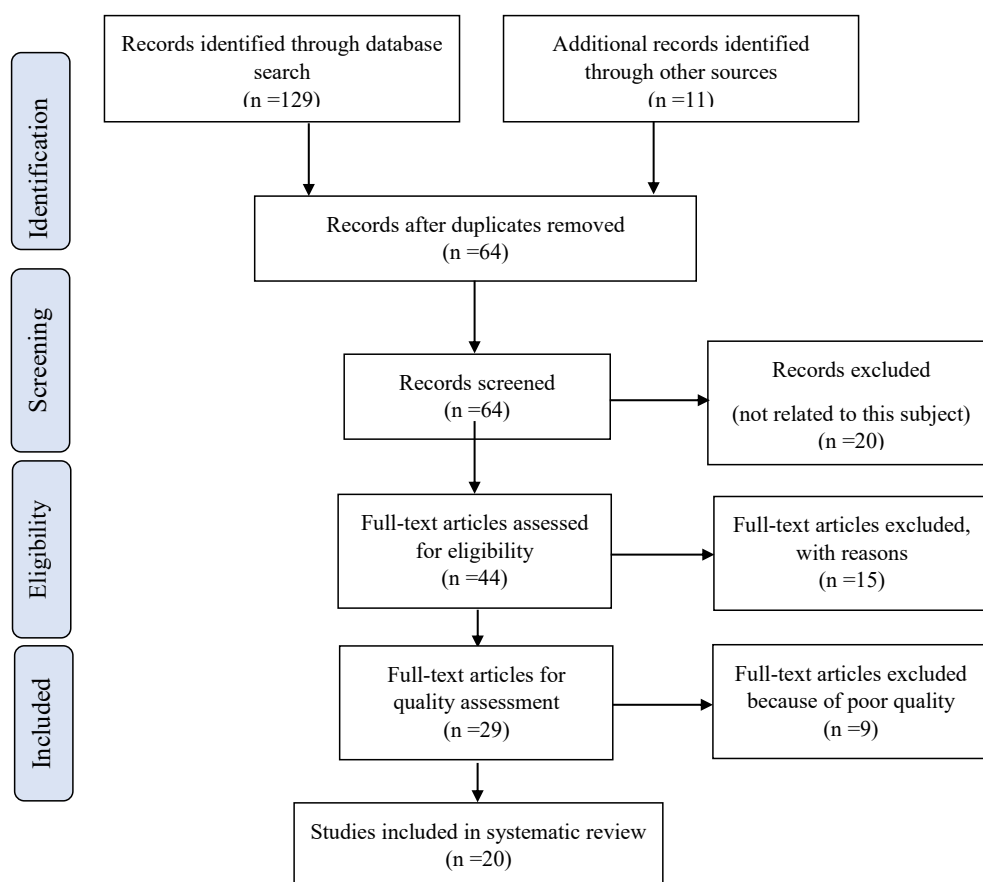 Records identified through database
search
(n =129)
Additional records identified
through other sources
(n =11)
Identification
Records after duplicates removed
(n =64)
Screening
Records screened
(n =64)
Records excluded
(not related to this subject)
(n =20)
Eligibility
Full-text articles assessed
for eligibility
(n =44)
Full-text articles excluded,
with reasons
(n =15)
Included
Full-text articles for
quality assessment
(n =29)
Full-text articles excluded
because of poor quality
(n =9)
Studies included in systematic review
(n =20)